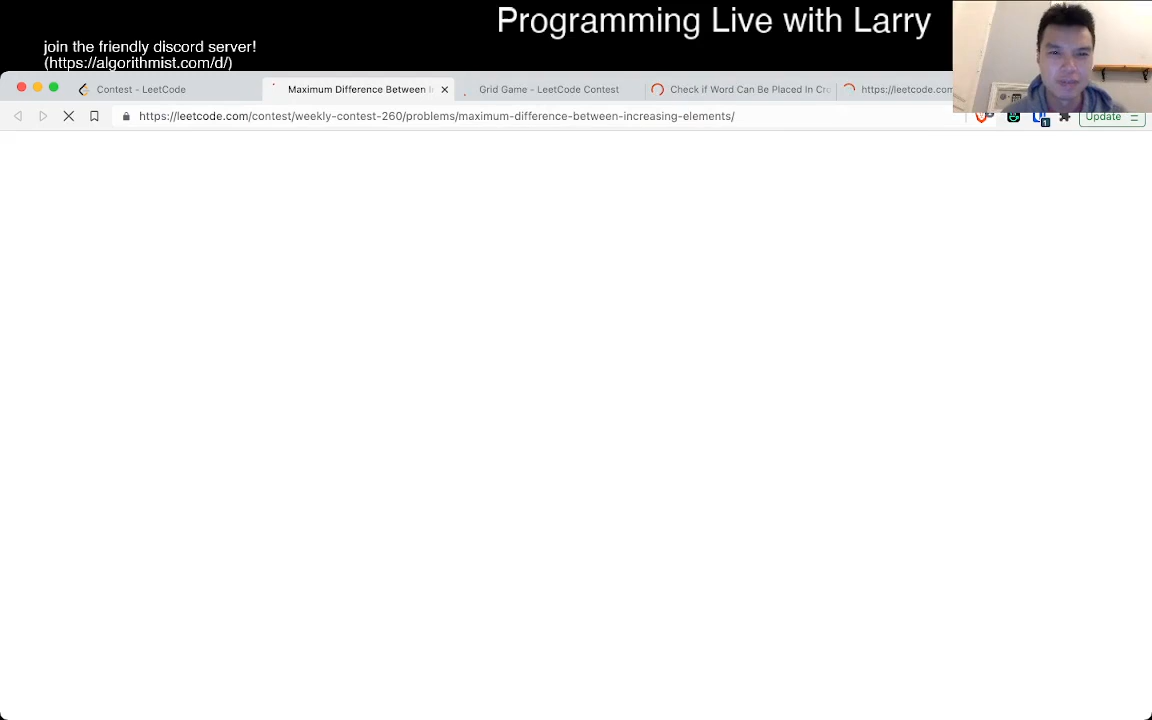 Programming Live with Larry
join the friendly discord server!
(https://algorithmist.com/d/)
Contest - LeetCode
Maximum Difference Between I
Grid Game - LeetCode Contest
Check if Word Can Be Placed In Cro
https://leetcode.com
https://leetcode.com/contest/weekly-contest-260/problems/maximum-difference-between-increasing-elements/
1
Update